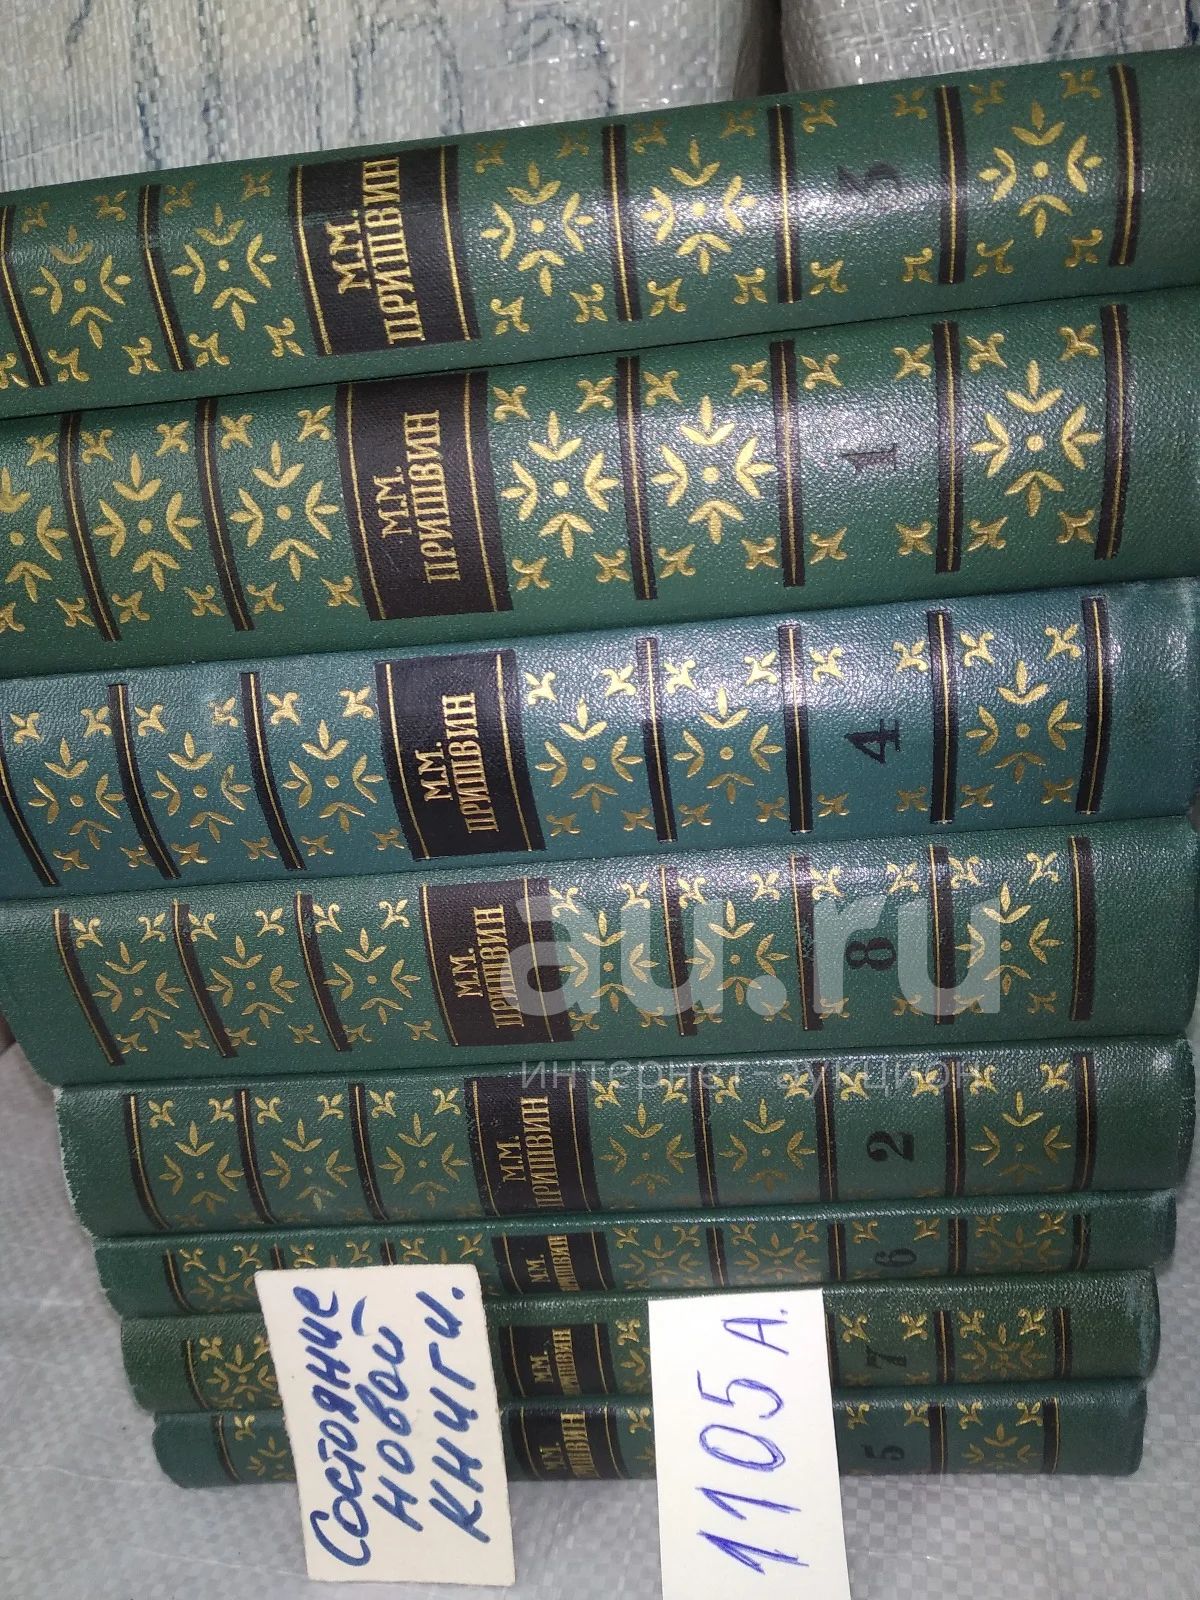 М.М.
ПРИШВИН
3
М.М.
ПРИШВИН
1
М.М.
ПРИШВИН
4
М.М.
ПРИШВИН
8
au.ru
интернет-аукцион
М.М.
ПРИШВИН
2
М.М.
ПРИШВИН
6
М.М.
ПРИШВИН
7
М.М.
ПРИШВИН
5
Состояние
новой
книги.
1105 А.